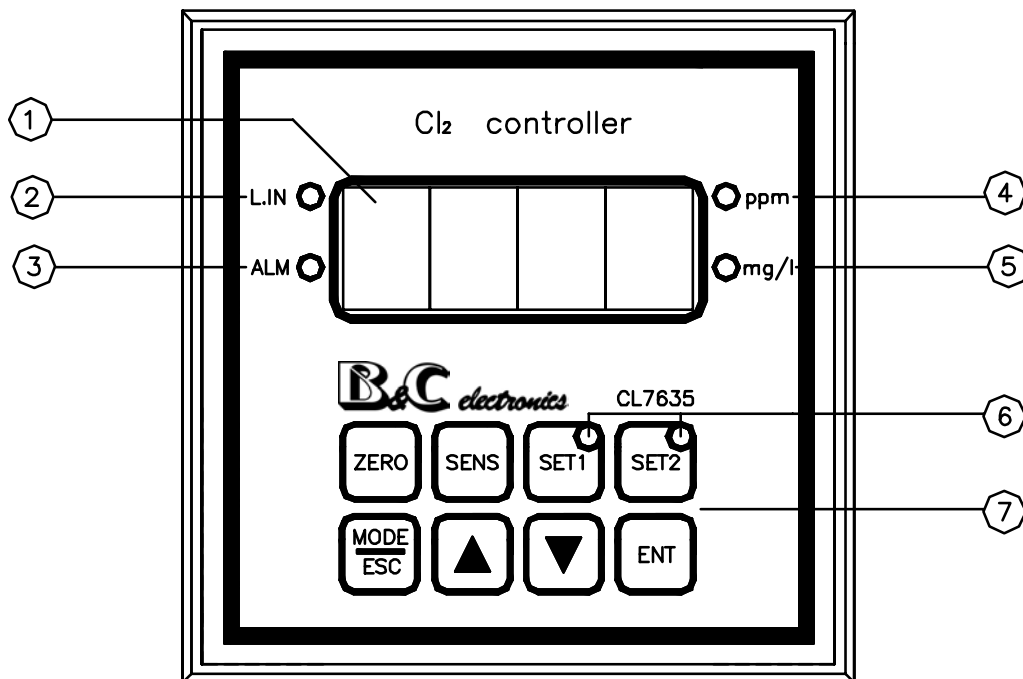 Cl₂ controller
1
2
L.IN
ppm
4
3
ALM
mg/l
5
B&C electronics
CL7635
6
ZERO
SENS
SET1
SET2
7
MODE
ESC
▲
▼
ENT